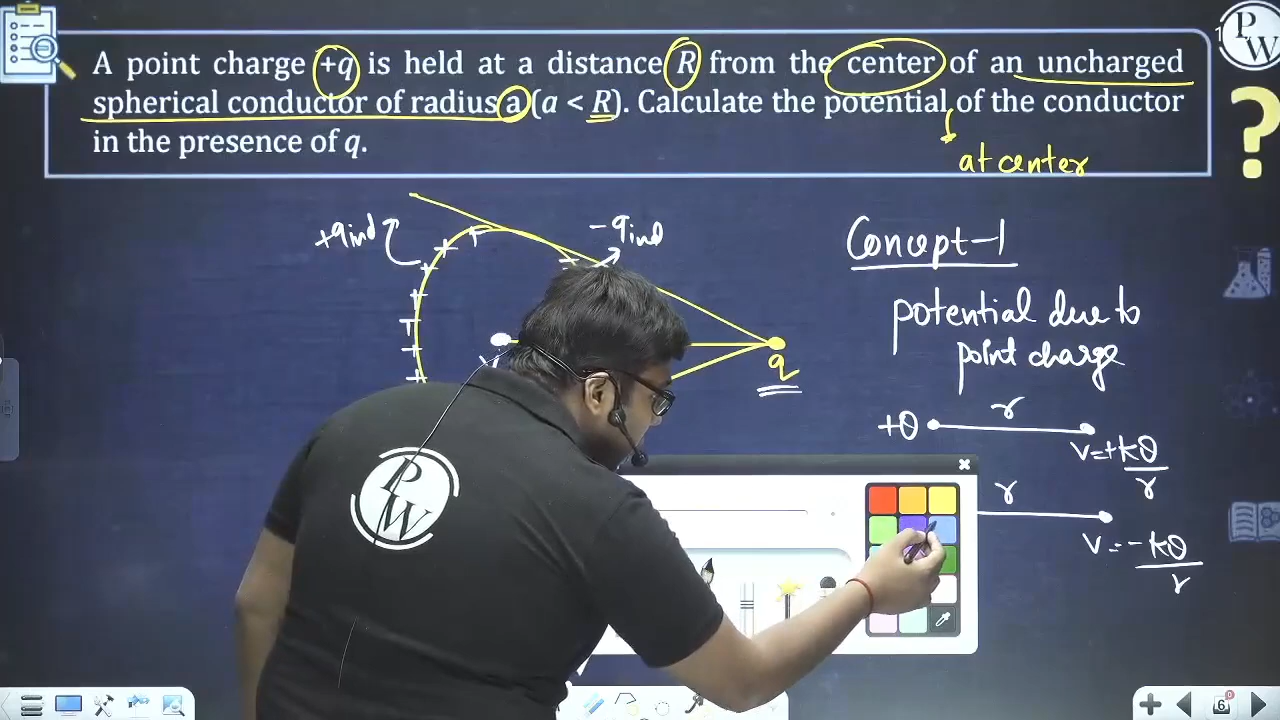 A point charge +q is held at a distance R from the center of an uncharged
spherical conductor of radius a (a < R). Calculate the potential of the conductor
in the presence of q.
at center
+qind
-qind
q
V
Concept-1
potential due to
point charge
+Q r
V=+kQ/r
r
V=-kQ/r
PW
PW
?
6